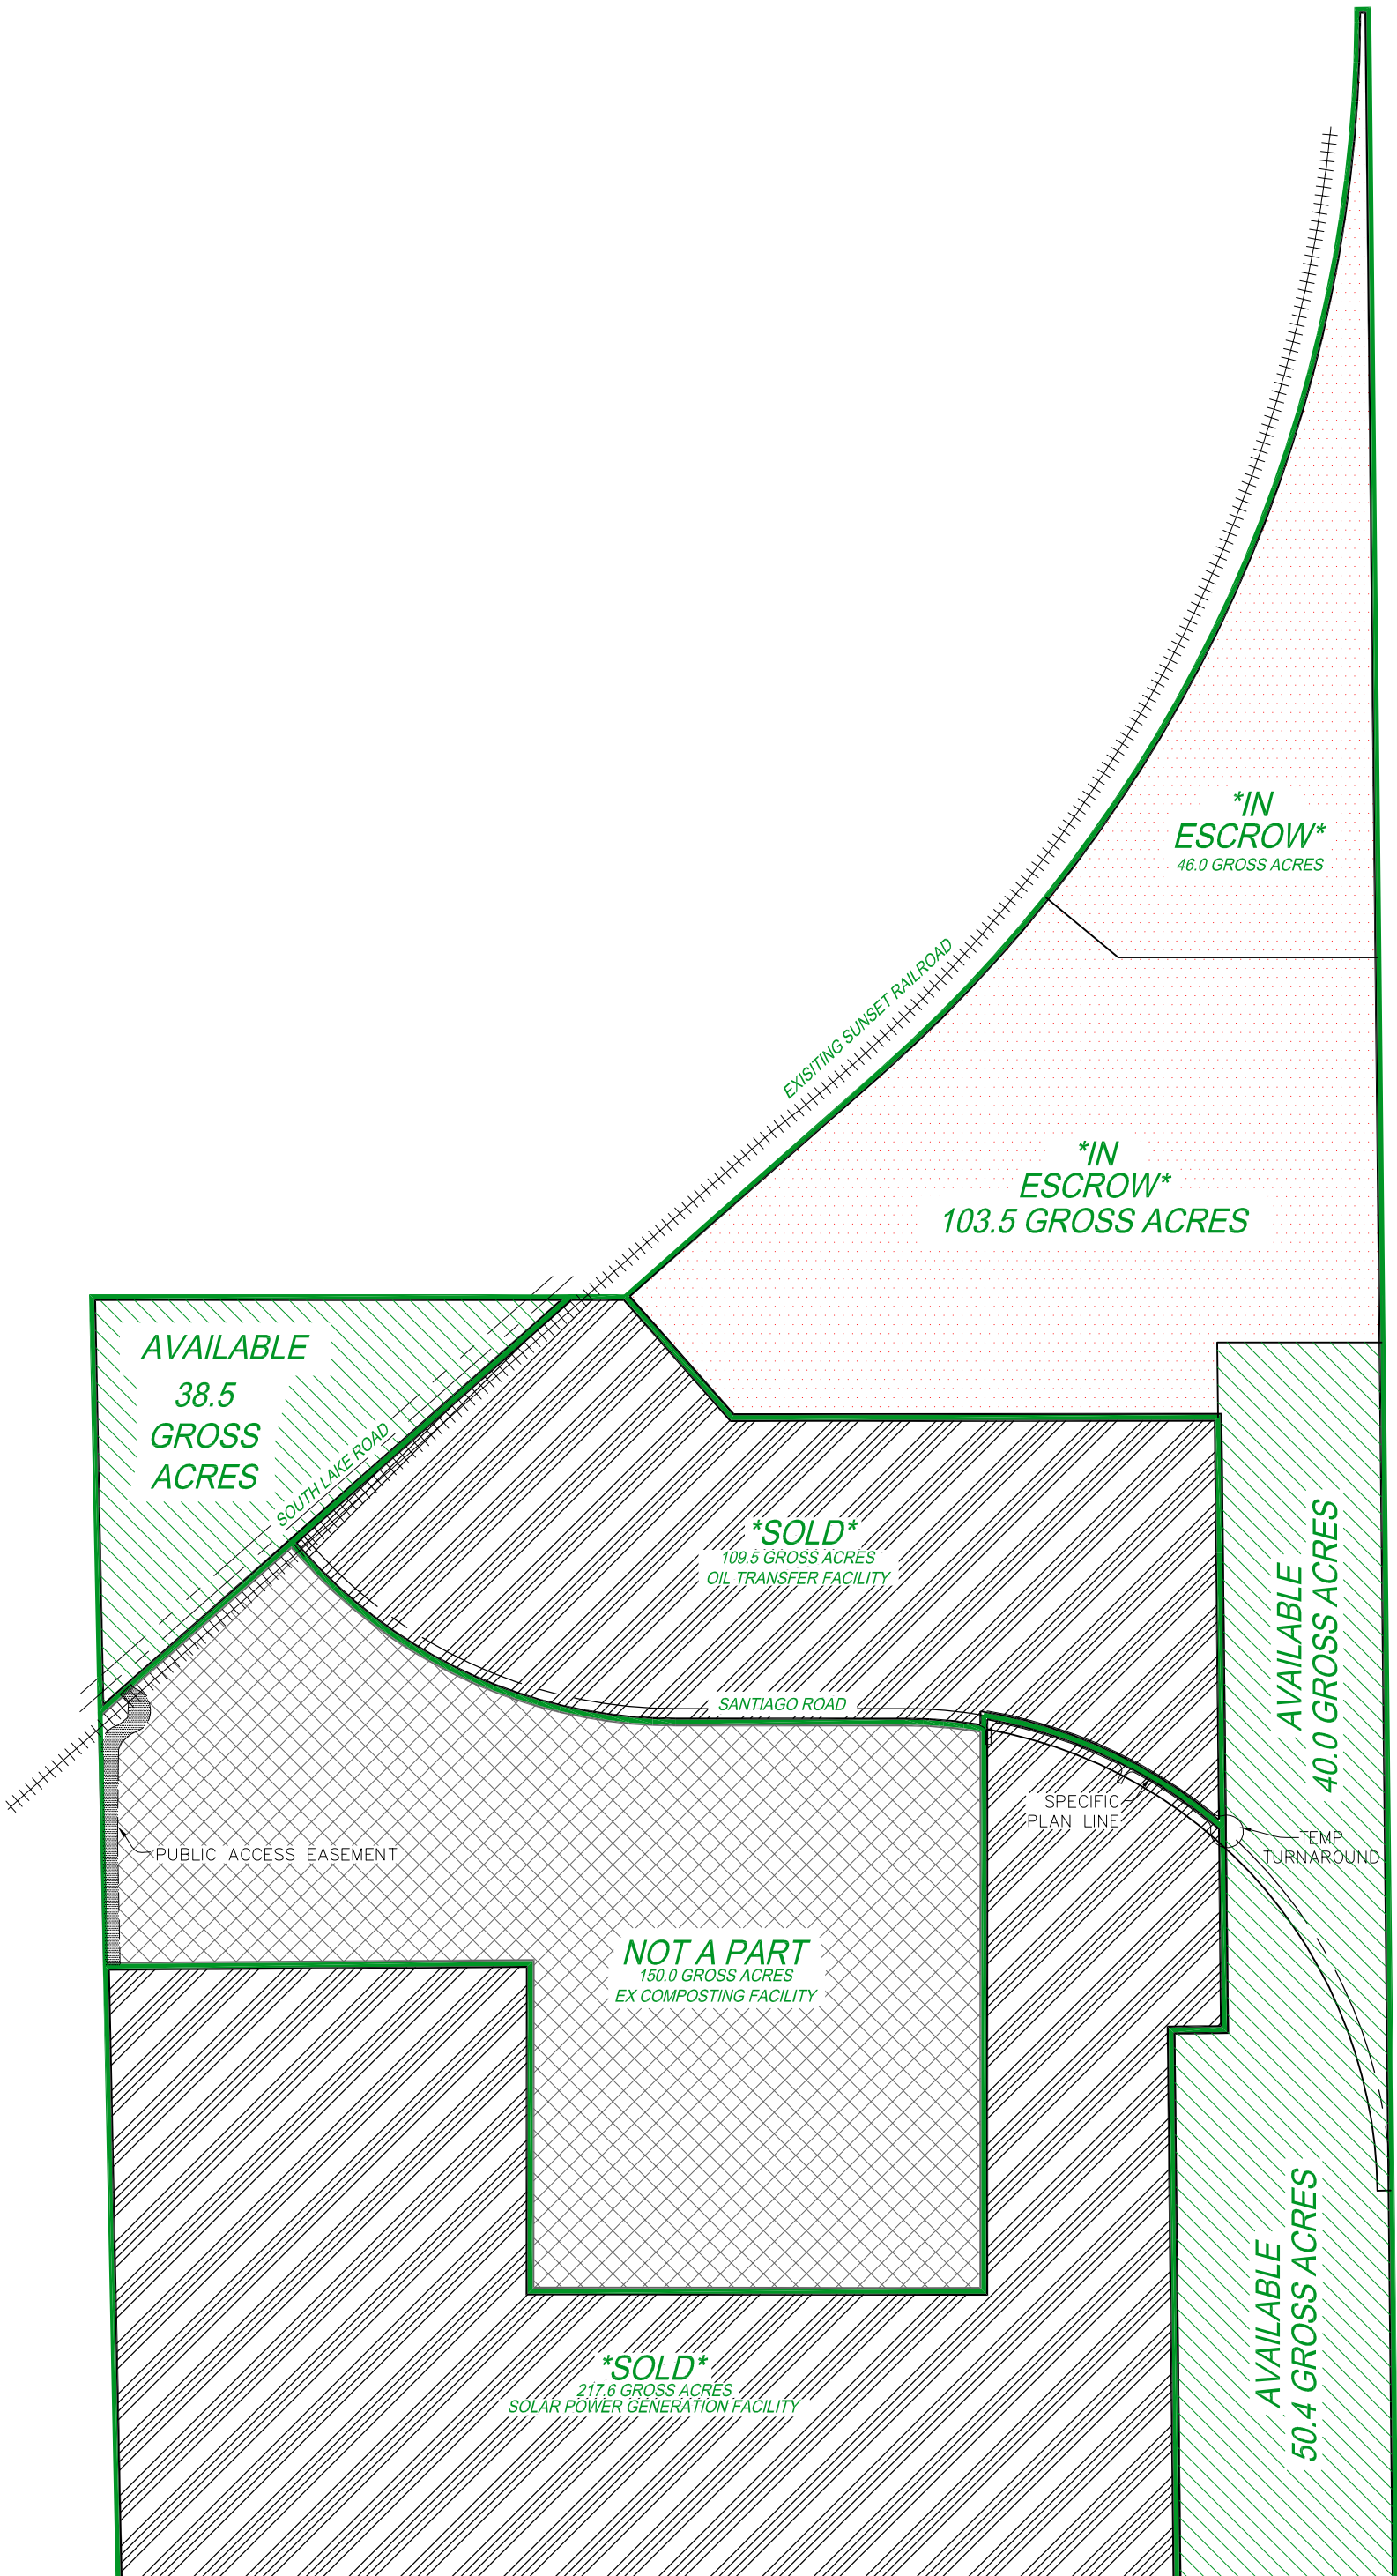 *IN
ESCROW*
46.0 GROSS ACRES
EXISITING SUNSET RAILROAD
*IN
ESCROW*
103.5 GROSS ACRES
AVAILABLE
38.5
GROSS
ACRES
SOUTH LAKE ROAD
*SOLD*
109.5 GROSS ACRES
OIL TRANSFER FACILITY
AVAILABLE
40.0 GROSS ACRES
SANTIAGO ROAD
SPECIFIC
PLAN LINE
TEMP
TURNAROUND
PUBLIC ACCESS EASEMENT
NOT A PART
150.0 GROSS ACRES
EX COMPOSTING FACILITY
AVAILABLE
50.4 GROSS ACRES
*SOLD*
217.6 GROSS ACRES
SOLAR POWER GENERATION FACILITY